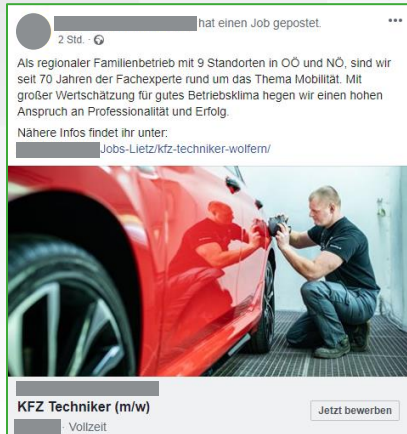 hat einen Job gepostet.
2 Std. ·
Als regionaler Familienbetrieb mit 9 Standorten in OÖ und NÖ, sind wir
seit 70 Jahren der Fachexperte rund um das Thema Mobilität. Mit
großer Wertschätzung für gutes Betriebsklima hegen wir einen hohen
Anspruch an Professionalität und Erfolg.
Nähere Infos findet ihr unter:
Jobs-Lietz/kfz-techniker-wolfern/
KFZ Techniker (m/w)
Jetzt bewerben
· Vollzeit